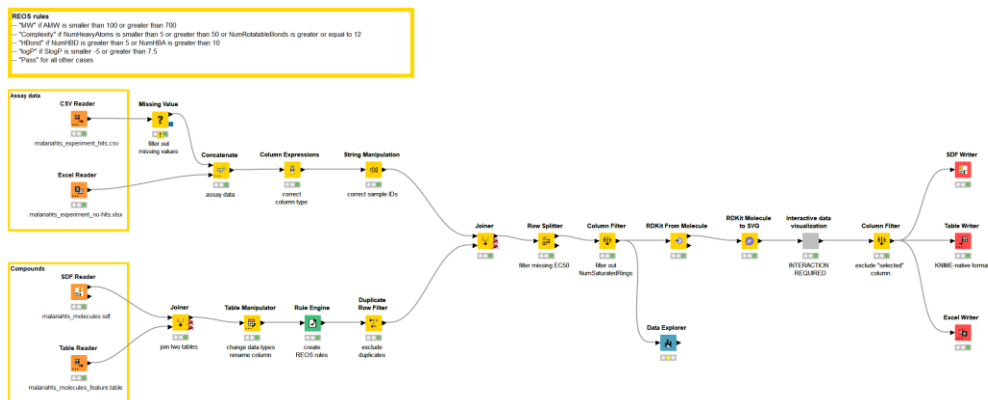 REOS rules
-- "MW" if AMW is smaller than 100 or greater than 700
-- "Complexity" if NumHeavyAtoms is smaller than 5 or greater than 50 or NumRotatableBonds is greater or equal to 12
-- "HBond" if NumHBD is greater than 5 or NumHBA is greater than 10
-- "logP" if SlogP is smaller -5 or greater than 7.5
-- "Pass" for all other cases
Assay data
CSV Reader
malariahts_experiment_hits.csv
Missing Value
filter out
missing values
Excel Reader
malariahts_experiment_no-hits.xlsx
Concatenate
assay data
Column Expressions
correct
column type
String Manipulation
correct sample IDs
Compounds
SDF Reader
malariahts_molecules.sdf
Table Reader
malariahts_molecules_feature.table
Joiner
join two tables
Table Manipulator
change data types
rename column
Rule Engine
create
REOS rules
Duplicate
Row Filter
exclude
duplicates
Joiner
Row Splitter
filter missing EC50
Column Filter
filter out
NumSaturatedRings
Data Explorer
RDKit From Molecule
RDKit Molecule
to SVG
Interactive data
visualization
INTERACTION
REQUIRED
Column Filter
exclude "selected"
column
SDF Writer
Table Writer
KNIME-native format
Excel Writer